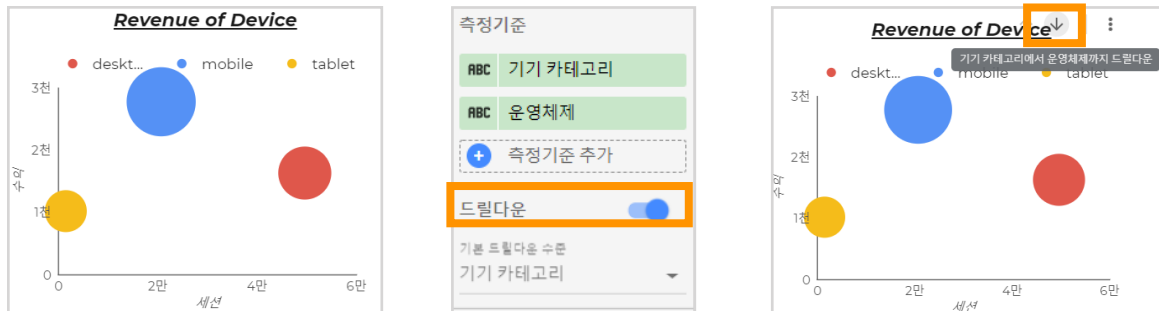 Revenue of Device
deskt... mobile tablet
3천
2천
수익
1천
0
0 2만 4만 6만
세션
측정기준
ABC 기기 카테고리
ABC 운영체제
+ 측정기준 추가
드릴다운
기본 드릴다운 수준
기기 카테고리
Revenue of Device
기기 카테고리에서 운영체제까지 드릴다운
deskt... mobile tablet
3천
2천
수익
1천
0
0 2만 4만 6만
세션